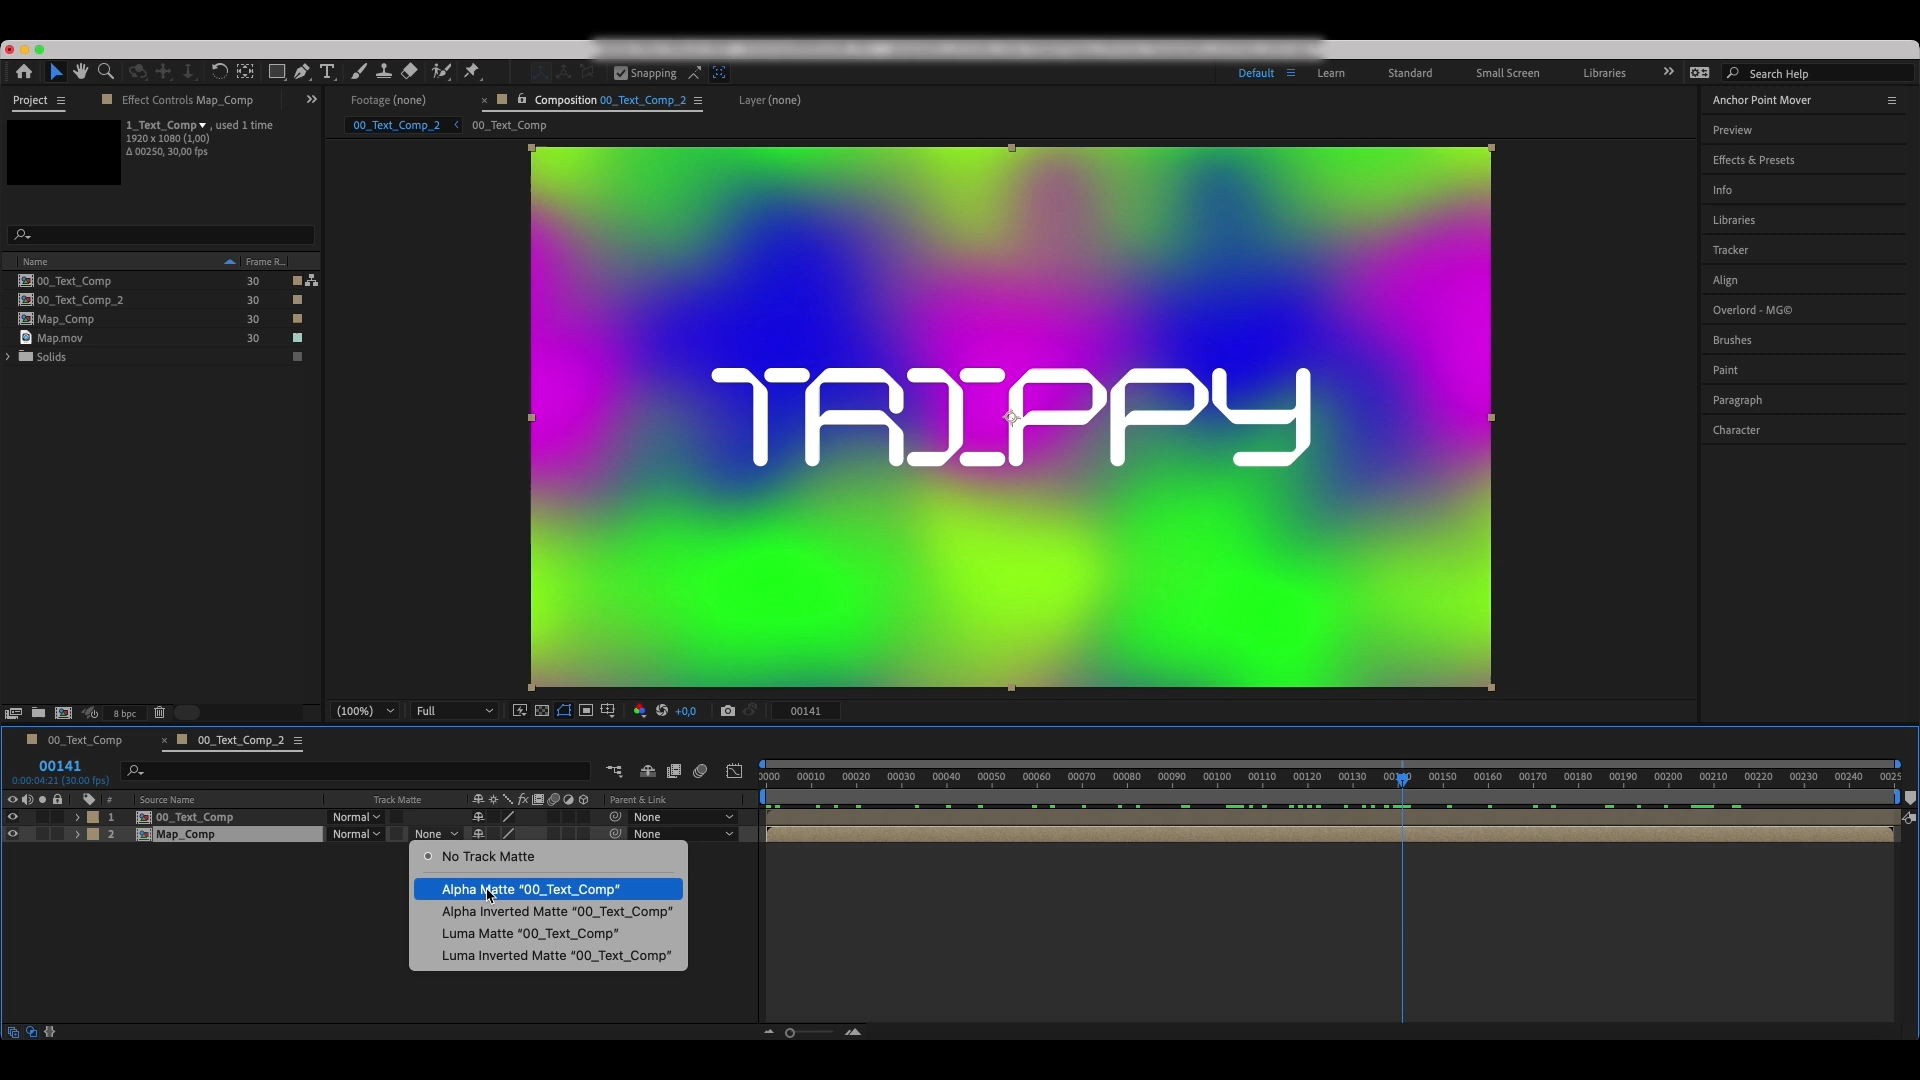 Snapping
Default
Learn
Standard
Small Screen
Libraries
Search Help
Project
Effect Controls Map_Comp
Footage (none)
Composition 00_Text_Comp_2
Layer (none)
Anchor Point Mover
1_Text_Comp , used 1 time
1920 x 1080 (1,00)
Δ 00250, 30,00 fps
00_Text_Comp_2
00_Text_Comp
Preview
Effects & Presets
Info
Libraries
Tracker
Align
Overlord - MG©
Brushes
Paint
Paragraph
Character
Name
Frame R...
00_Text_Comp 30
00_Text_Comp_2 30
Map_Comp 30
Map.mov 30
Solids
TRIPPY
8 bpc
(100%)
Full
+0,0
00141
00_Text_Comp
00_Text_Comp_2
00141
0:00:04:21 (30.00 fps)
0000 00010 00020 00030 00040 00050 00060 00070 00080 00090 00100 00110 00120 00130 00140 00150 00160 00170 00180 00190 00200 00210 00220 00230 00240 0025
# Source Name Track Matte fx Parent & Link
1 00_Text_Comp Normal None
2 Map_Comp Normal None None
No Track Matte
Alpha Matte “00_Text_Comp”
Alpha Inverted Matte “00_Text_Comp”
Luma Matte “00_Text_Comp”
Luma Inverted Matte “00_Text_Comp”